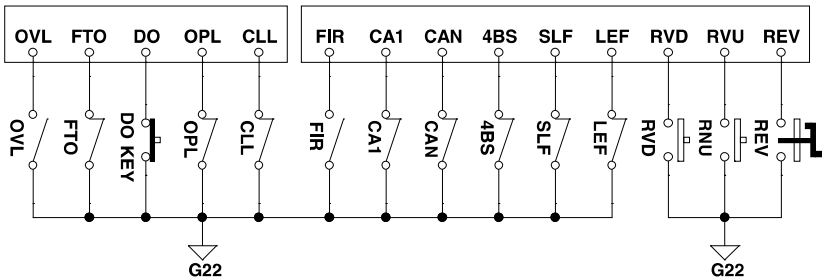 OVL FTO DO OPL CLL FIR CA1 CAN 4BS SLF LEF RVD RVU REV
OVL FTO DO KEY OPL CLL FIR CA1 CAN 4BS SLF LEF RVD RNU REV
G22 G22